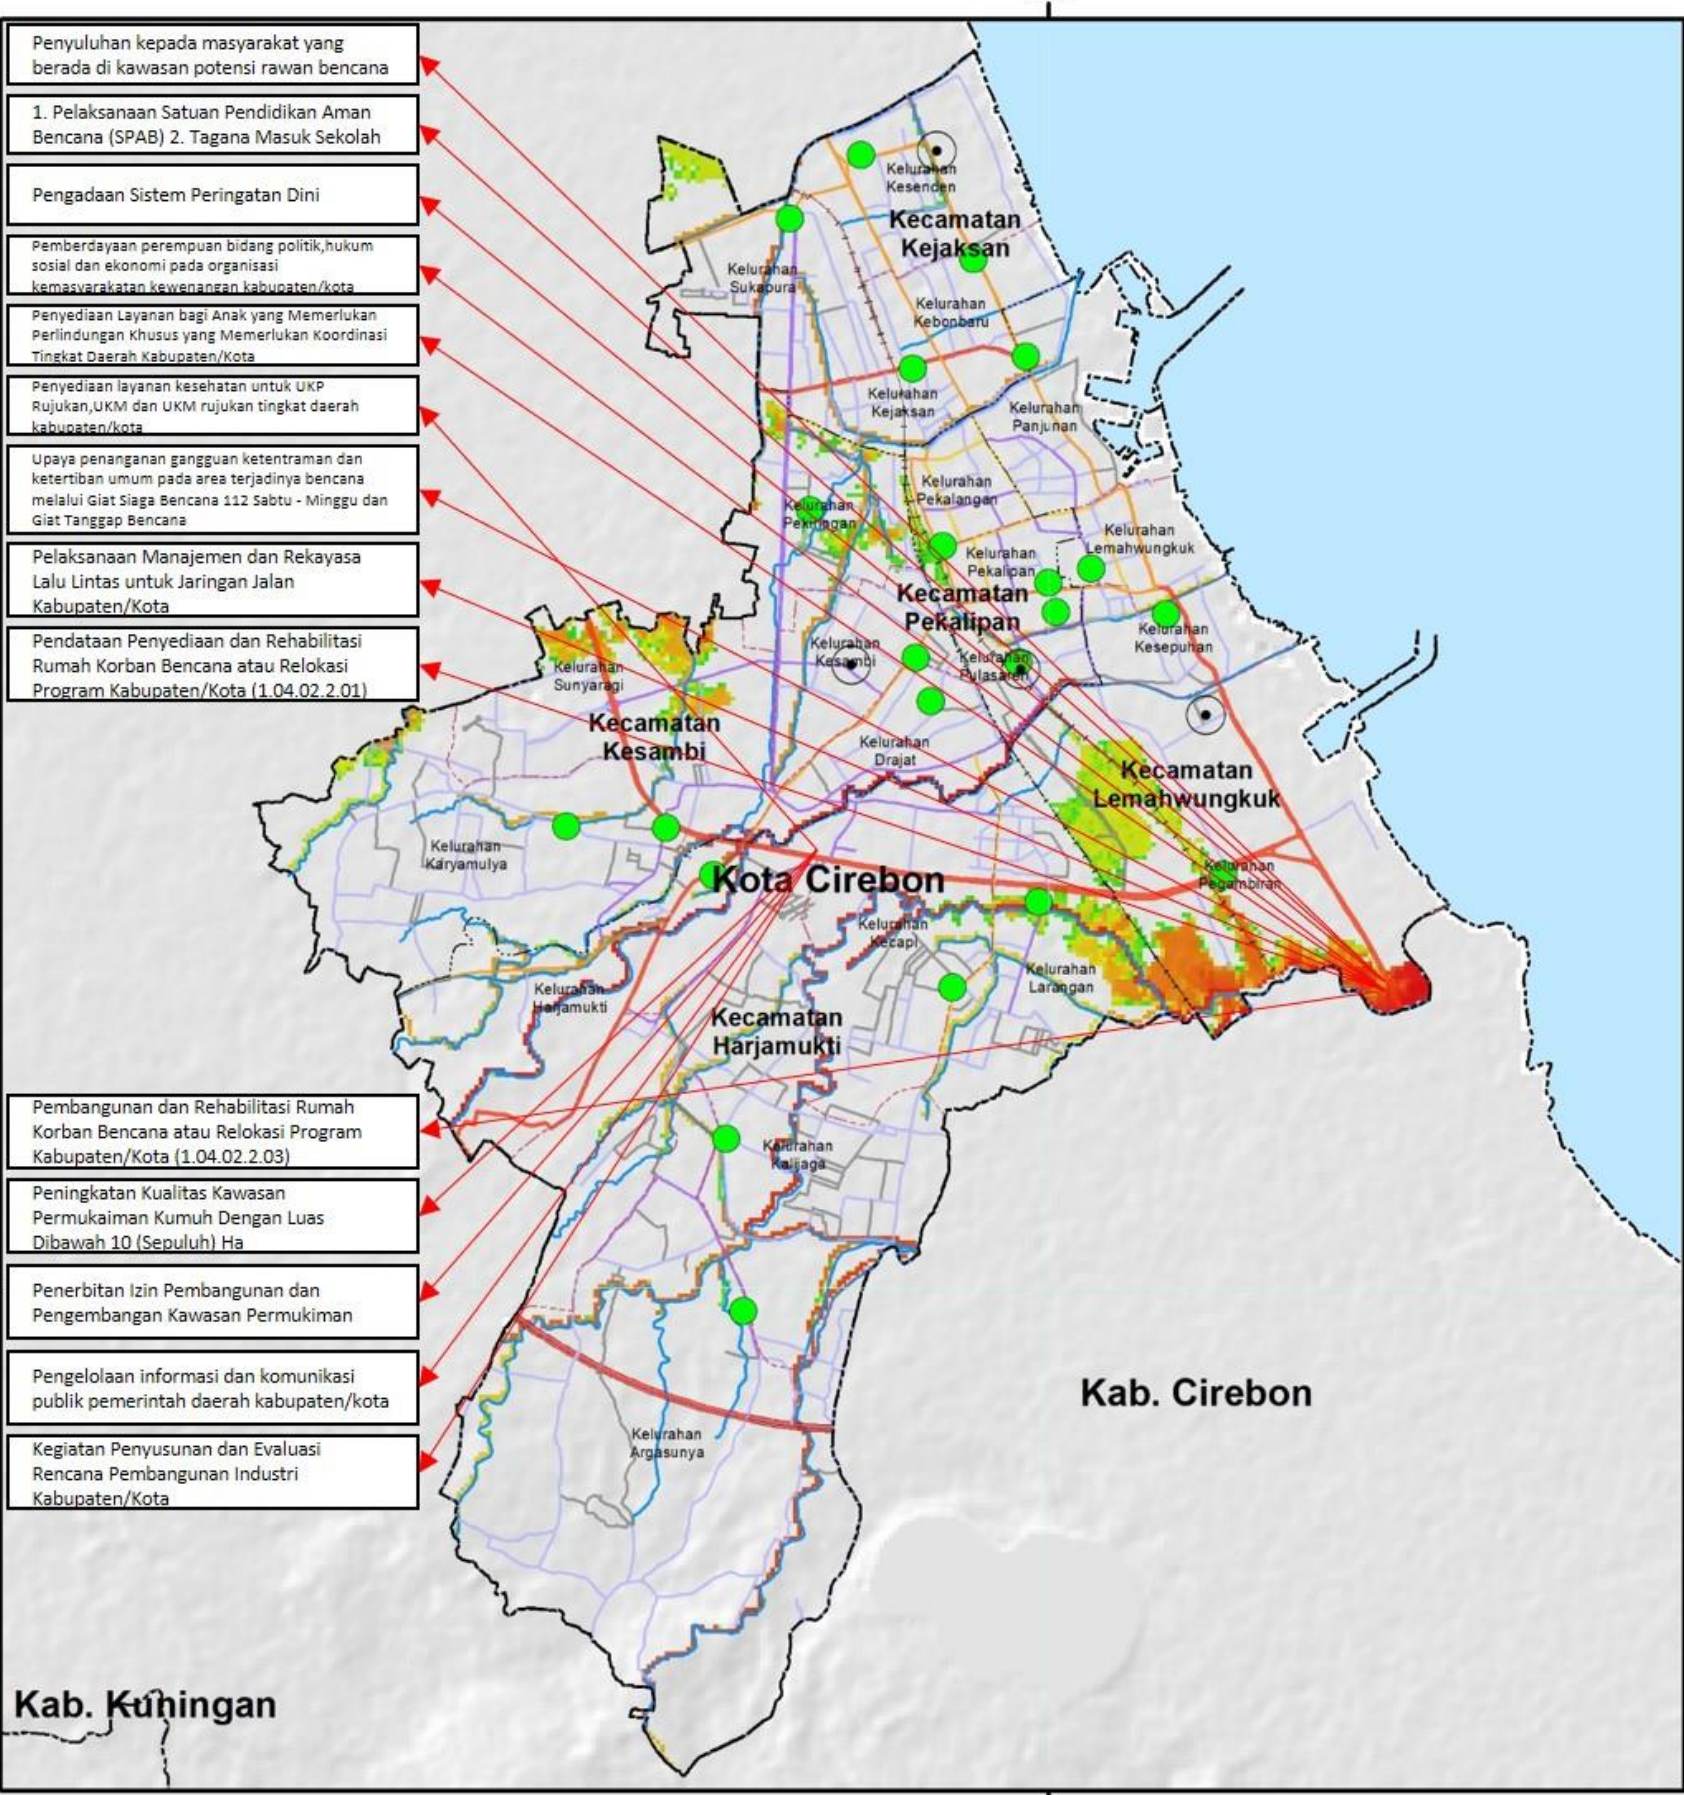 Penyuluhan kepada masyarakat yang
berada di kawasan potensi rawan bencana
1. Pelaksanaan Satuan Pendidikan Aman
Bencana (SPAB) 2. Tagana Masuk Sekolah
Pengadaan Sistem Peringatan Dini
Pemberdayaan perempuan bidang politik,hukum
sosial dan ekonomi pada organisasi
kemasyarakatan kewenangan kabupaten/kota
Penyediaan Layanan bagi Anak yang Memerlukan
Perlindungan Khusus yang Memerlukan Koordinasi
Tingkat Daerah Kabupaten/Kota
Penyediaan layanan kesehatan untuk UKP
Rujukan,UKM dan UKM rujukan tingkat daerah
kabupaten/kota
Upaya penanganan gangguan ketentraman dan
ketertiban umum pada area terjadinya bencana
melalui Giat Siaga Bencana 112 Sabtu - Minggu dan
Giat Tanggap Bencana
Pelaksanaan Manajemen dan Rekayasa
Lalu Lintas untuk Jaringan Jalan
Kabupaten/Kota
Pendataan Penyediaan dan Rehabilitasi
Rumah Korban Bencana atau Relokasi
Program Kabupaten/Kota (1.04.02.2.01)
Pembangunan dan Rehabilitasi Rumah
Korban Bencana atau Relokasi Program
Kabupaten/Kota (1.04.02.2.03)
Peningkatan Kualitas Kawasan
Permukaiman Kumuh Dengan Luas
Dibawah 10 (Sepuluh) Ha
Penerbitan Izin Pembangunan dan
Pengembangan Kawasan Permukiman
Pengelolaan informasi dan komunikasi
publik pemerintah daerah kabupaten/kota
Kegiatan Penyusunan dan Evaluasi
Rencana Pembangunan Industri
Kabupaten/Kota
Kelurahan
Kesenden
Kecamatan
Kejaksan
Kelurahan
Sukapura
Kelurahan
Kebonbaru
Kelurahan
Kejaksan
Kelurahan
Panjunan
Kelurahan
Pekalangan
Kelurahan
Pekiringan
Kelurahan
Lemahwungkuk
Kelurahan
Pekalipan
Kecamatan
Pekalipan
Kelurahan
Kesepuhan
Kelurahan
Kesambi
Kelurahan
Pulasaren
Kelurahan
Sunyaragi
Kecamatan
Kesambi
Kelurahan
Drajat
Kecamatan
Lemahwungkuk
Kelurahan
Karyamulya
Kota Cirebon
Kelurahan
Pegambiran
Kelurahan
Kecapi
Kelurahan
Larangan
Kelurahan
Harjamukti
Kecamatan
Harjamukti
Kelurahan
Kalijaga
Kab. Cirebon
Kelurahan
Argasunya
Kab. Kuningan